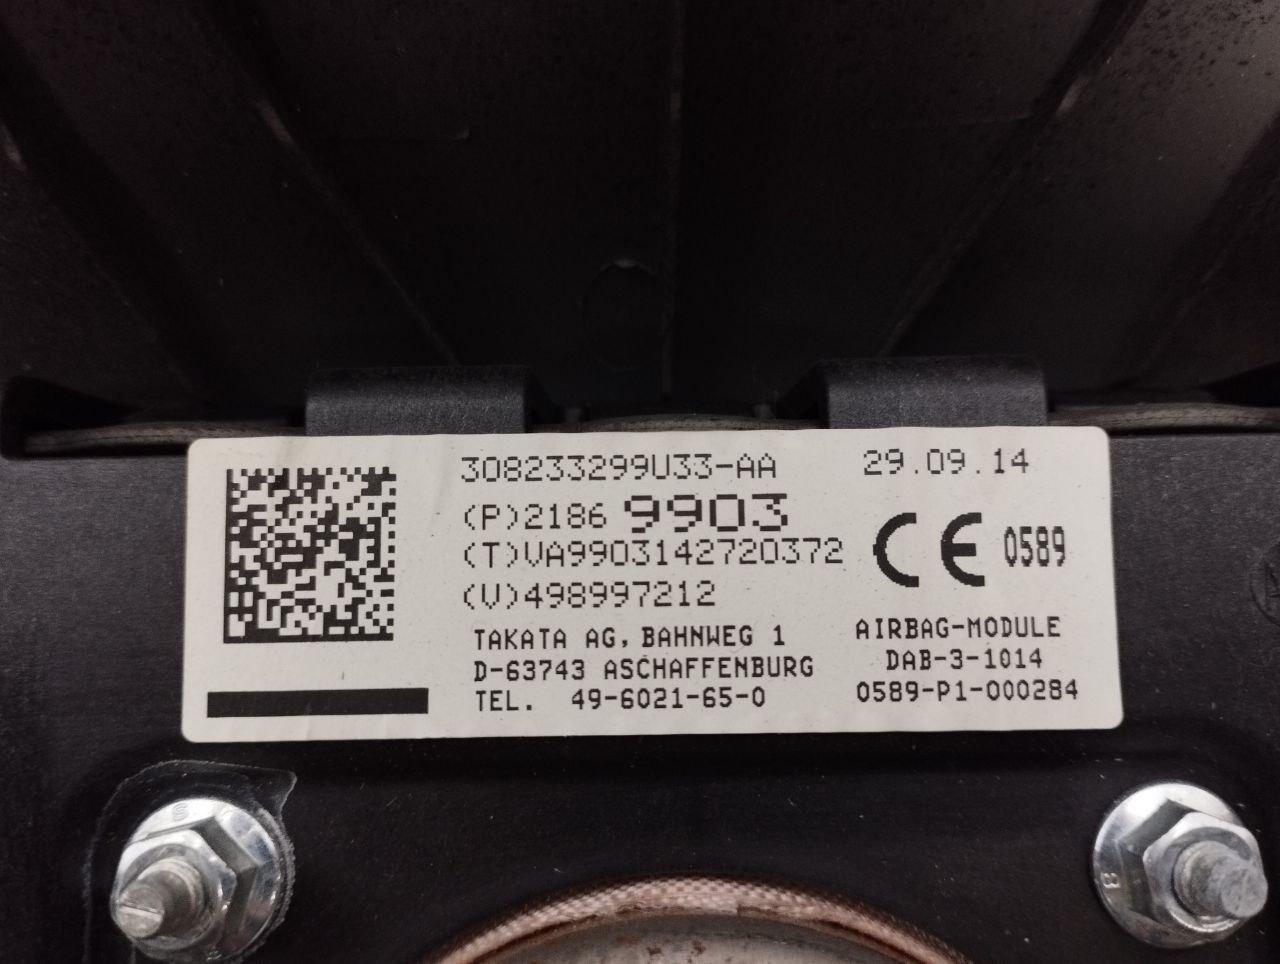 308233299U33-AA 29.09.14
(P)2186 9903
(T)VA9903142720372
CE 0589
(V)498997212
TAKATA AG, BAHNWEG 1
D-63743 ASCHAFFENBURG
TEL. 49-6021-65-0
AIRBAG-MODULE
DAB-3-1014
0589-P1-000284
8